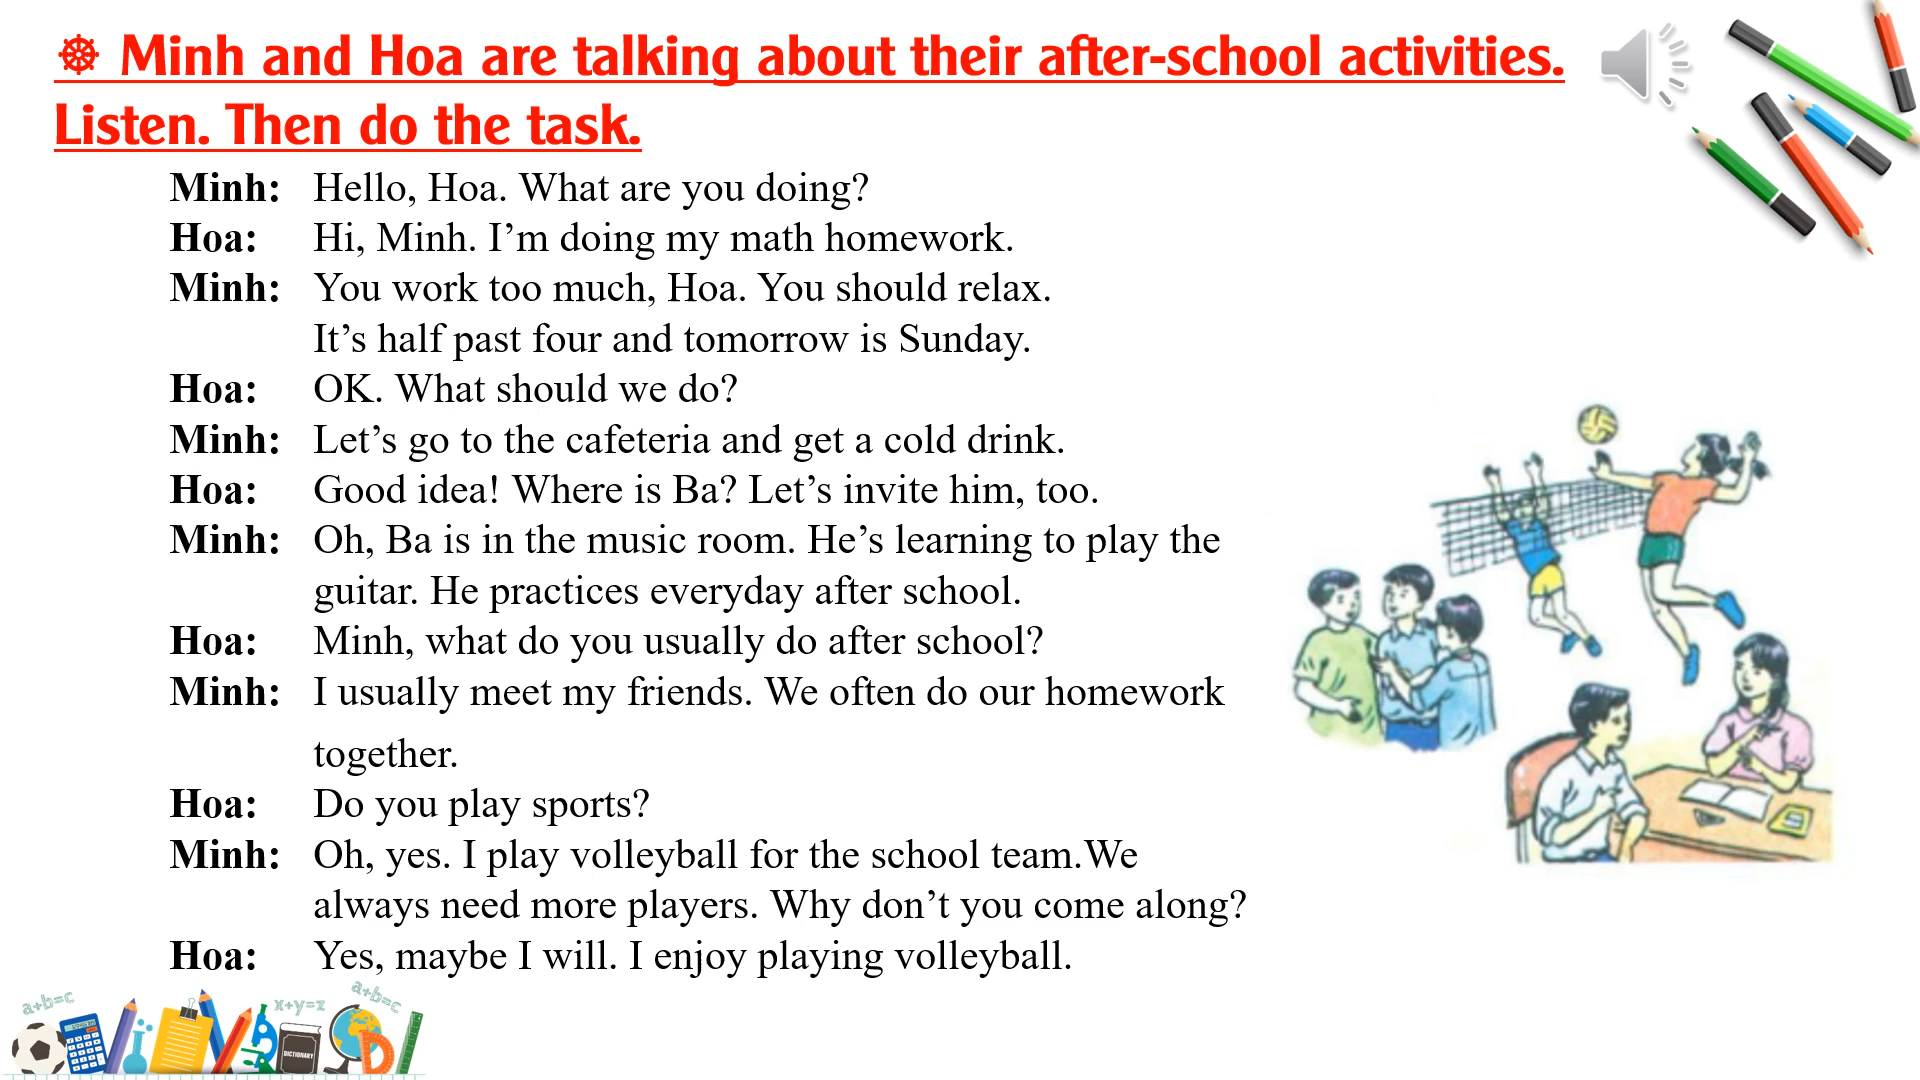 ☸ Minh and Hoa are talking about their after-school activities.
Listen. Then do the task.
Minh: Hello, Hoa. What are you doing?
Hoa: Hi, Minh. I’m doing my math homework.
Minh: You work too much, Hoa. You should relax.
It’s half past four and tomorrow is Sunday.
Hoa: OK. What should we do?
Minh: Let’s go to the cafeteria and get a cold drink.
Hoa: Good idea! Where is Ba? Let’s invite him, too.
Minh: Oh, Ba is in the music room. He’s learning to play the
guitar. He practices everyday after school.
Hoa: Minh, what do you usually do after school?
Minh: I usually meet my friends. We often do our homework
together.
Hoa: Do you play sports?
Minh: Oh, yes. I play volleyball for the school team.We
always need more players. Why don’t you come along?
Hoa: Yes, maybe I will. I enjoy playing volleyball.
a+b=c
x+y=z
a+b=c
DICTIONARY